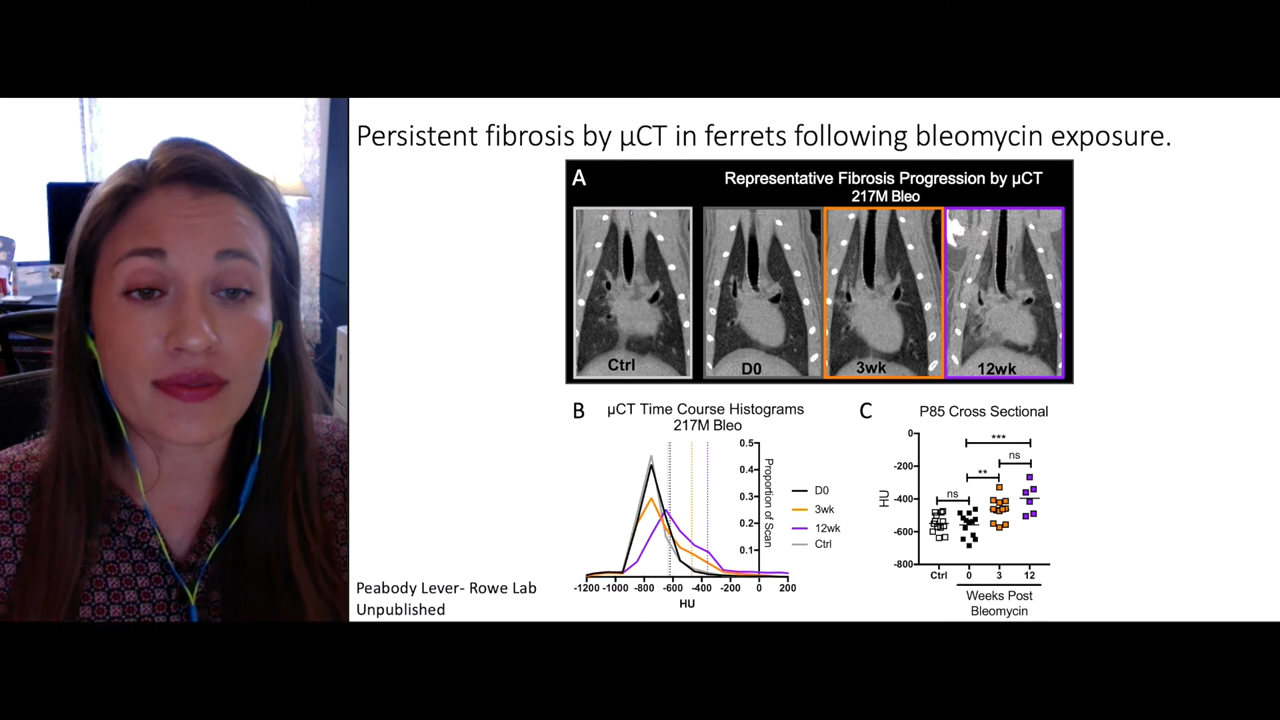 Persistent fibrosis by µCT in ferrets following bleomycin exposure.
A
Representative Fibrosis Progression by µCT
217M Bleo
Ctrl
D0
3wk
12wk
B
µCT Time Course Histograms
217M Bleo
0.5
0.4
0.3
0.2
0.1
Proportion of Scan
-1200 -1000 -800 -600 -400 -200 0 200
HU
D0
3wk
12wk
Ctrl
C
P85 Cross Sectional
0
-200
-400
-600
-800
HU
***
ns
**
ns
Ctrl 0 3 12
Weeks Post
Bleomycin
Peabody Lever- Rowe Lab
Unpublished